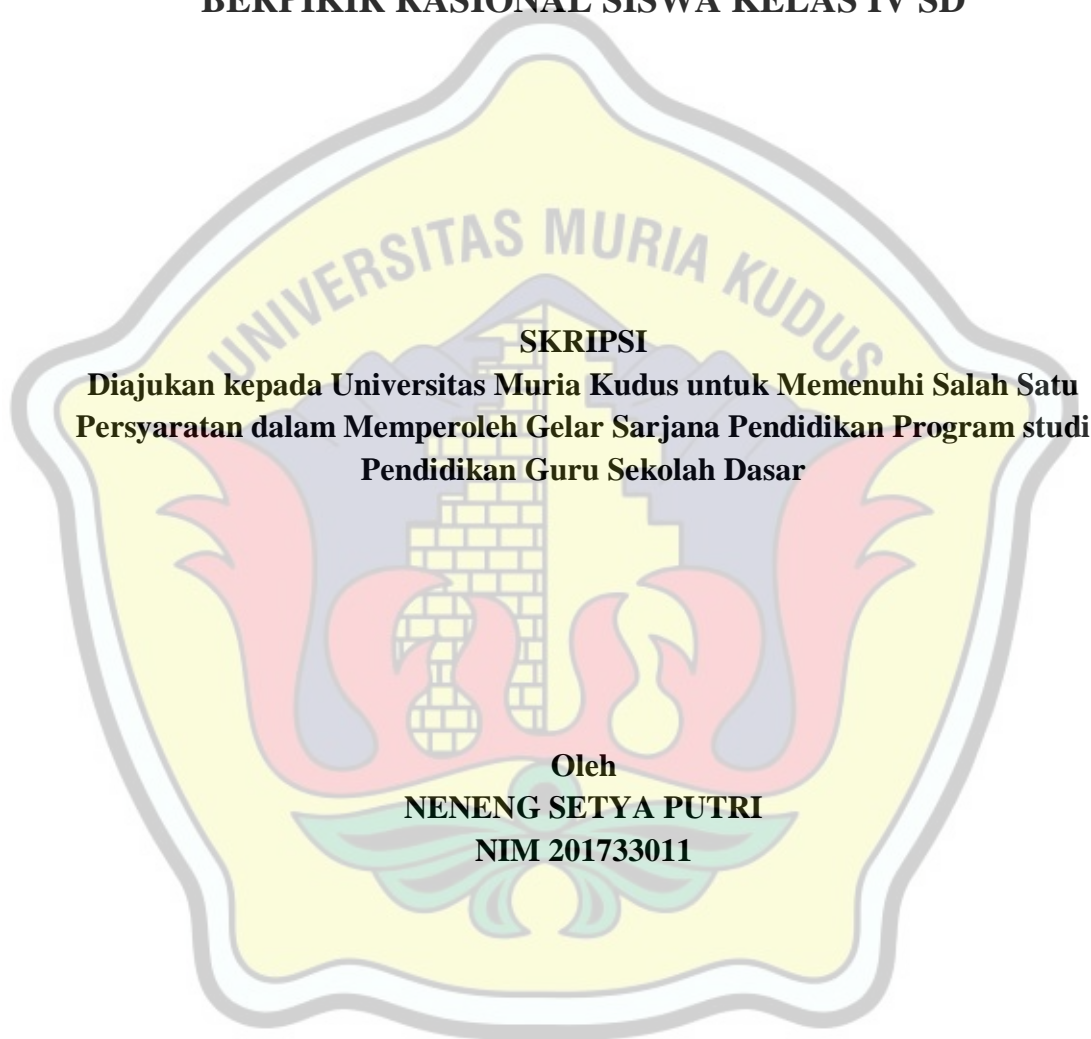 BERPIKIR RASIONAL SISWA KELAS IV SD
UNIVERSITAS MURIA KUDUS
SKRIPSI
Diajukan kepada Universitas Muria Kudus untuk Memenuhi Salah Satu
Persyaratan dalam Memperoleh Gelar Sarjana Pendidikan Program studi
Pendidikan Guru Sekolah Dasar
Oleh
NENENG SETYA PUTRI
NIM 201733011